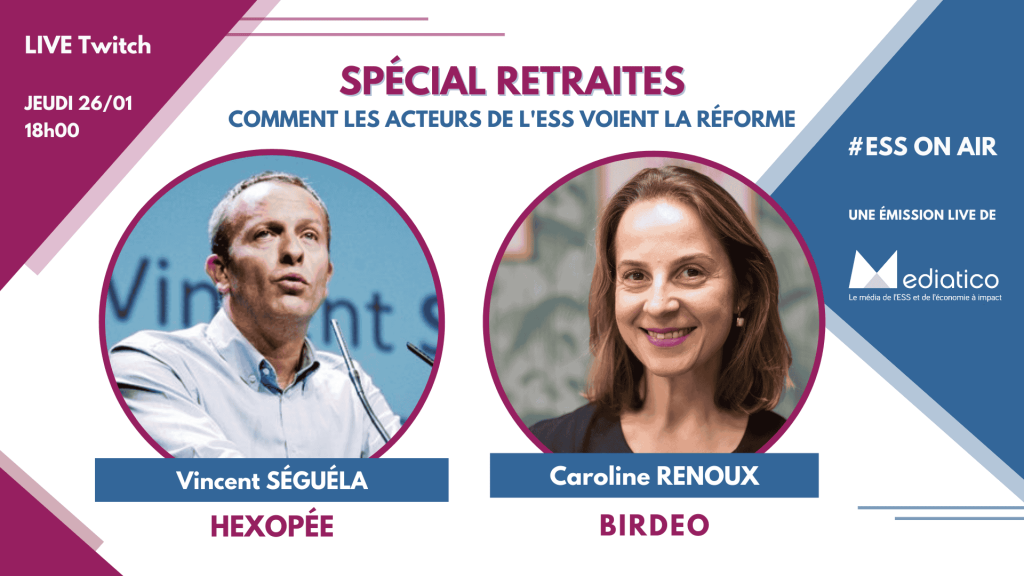 LIVE Twitch
JEUDI 26/01
18h00
SPÉCIAL RETRAITES
COMMENT LES ACTEURS DE L'ESS VOIENT LA RÉFORME
#ESS ON AIR
UNE ÉMISSION LIVE DE
Mediatico
Le média de l'ESS et de l'économie à impact
Vincent S
Vincent SÉGUÉLA
HEXOPÉE
Caroline RENOUX
BIRDEO